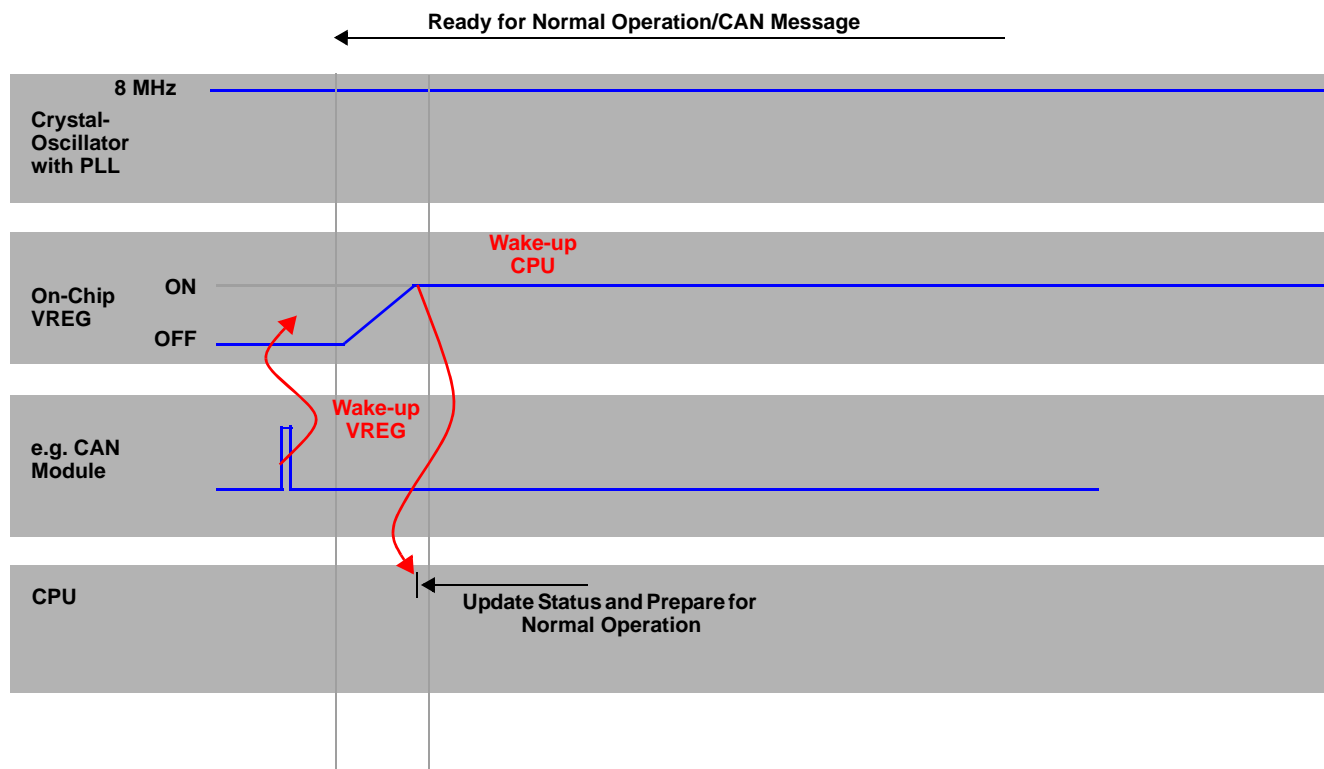 Ready for Normal Operation/CAN Message
8 MHz
Crystal-
Oscillator
with PLL
Wake-up
CPU
ON
On-Chip
VREG
OFF
Wake-up
VREG
e.g. CAN
Module
CPU
Update Status and Prepare for
Normal Operation